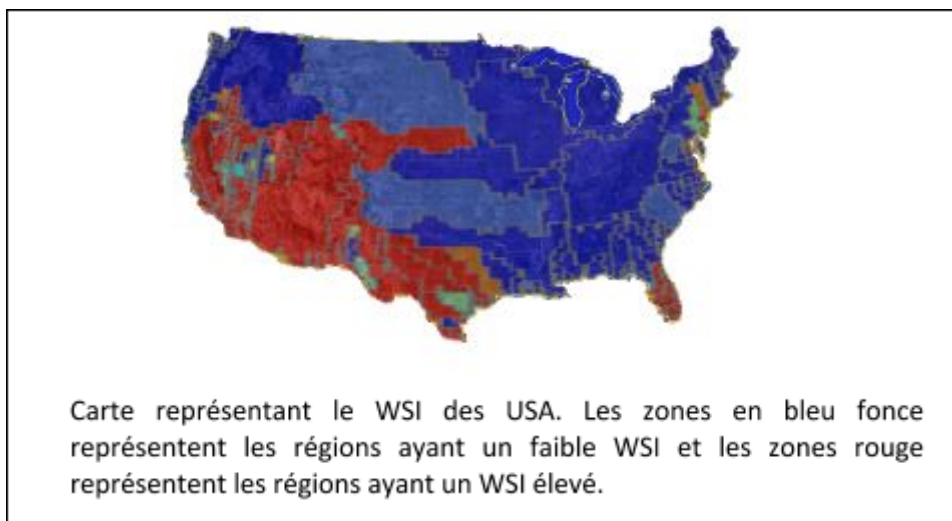 Carte représentant le WSI des USA. Les zones en bleu fonce
représentent les régions ayant un faible WSI et les zones rouge
représentent les régions ayant un WSI élevé.